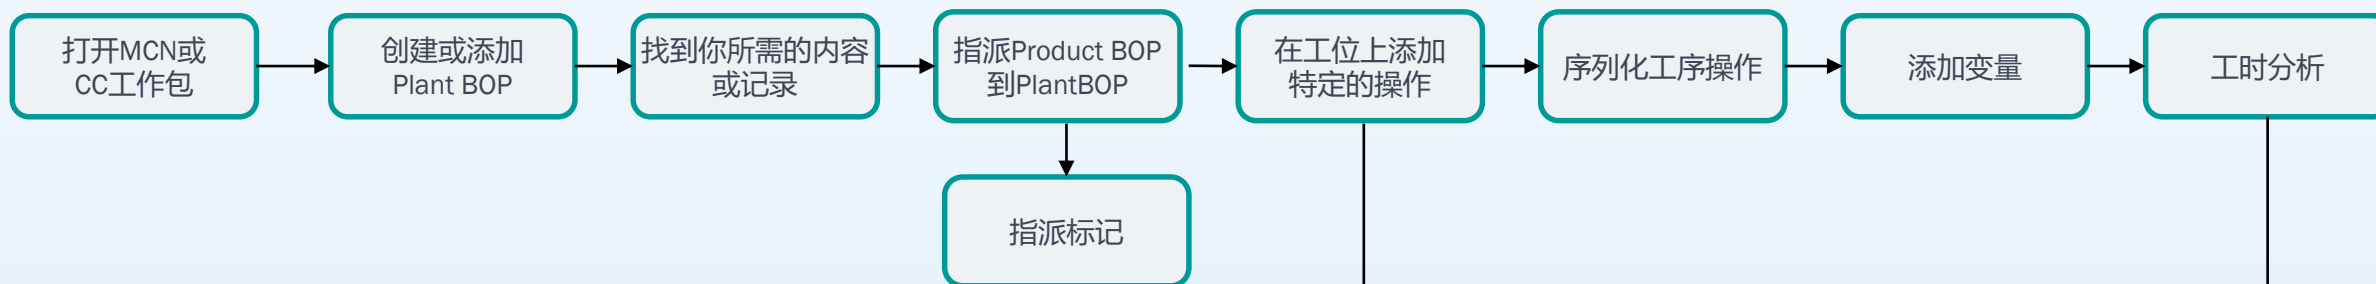 打开MCN或
CC工作包
创建或添加
Plant BOP
找到你所需的内容
或记录
指派Product BOP
到PlantBOP
在工位上添加
特定的操作
序列化工序操作
添加变量
工时分析
指派标记